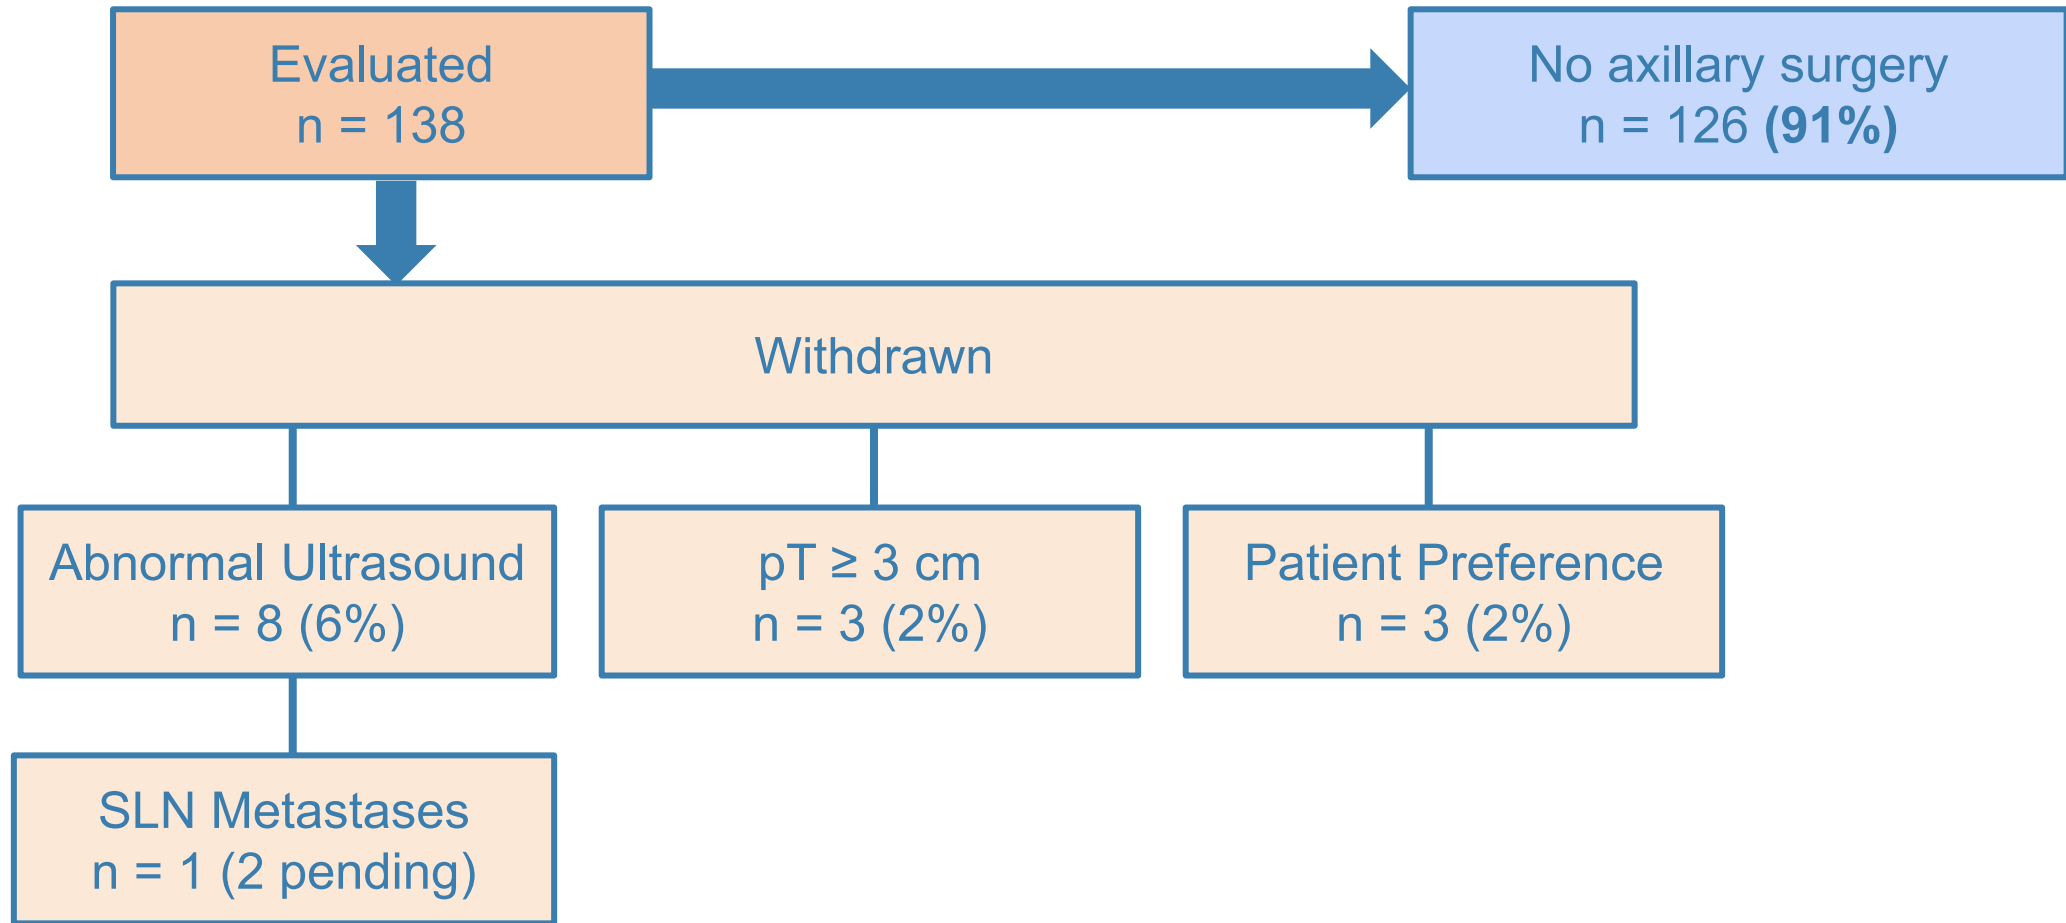 Evaluated
n = 138
No axillary surgery
n = 126 (91%)
Withdrawn
Abnormal Ultrasound
n = 8 (6%)
pT ≥ 3 cm
n = 3 (2%)
Patient Preference
n = 3 (2%)
SLN Metastases
n = 1 (2 pending)